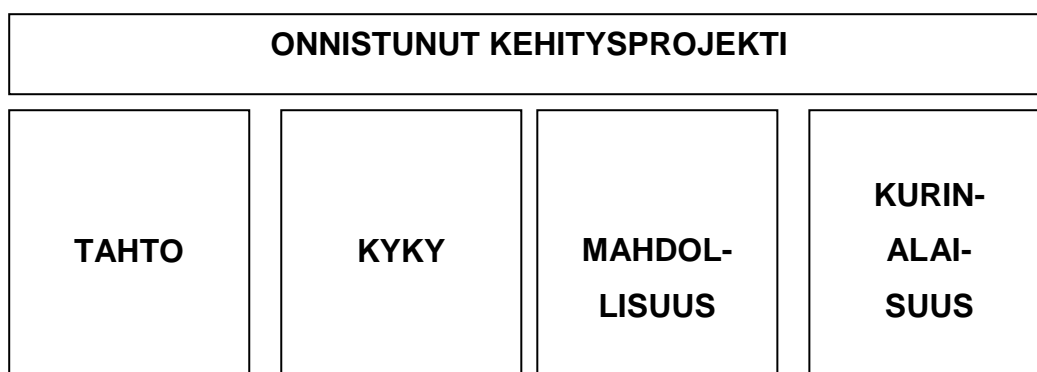 ONNISTUNUT KEHITYSPROJEKTI
TAHTO
KYKY
MAHDOL-
LISUUS
KURIN-
ALAI-
SUUS